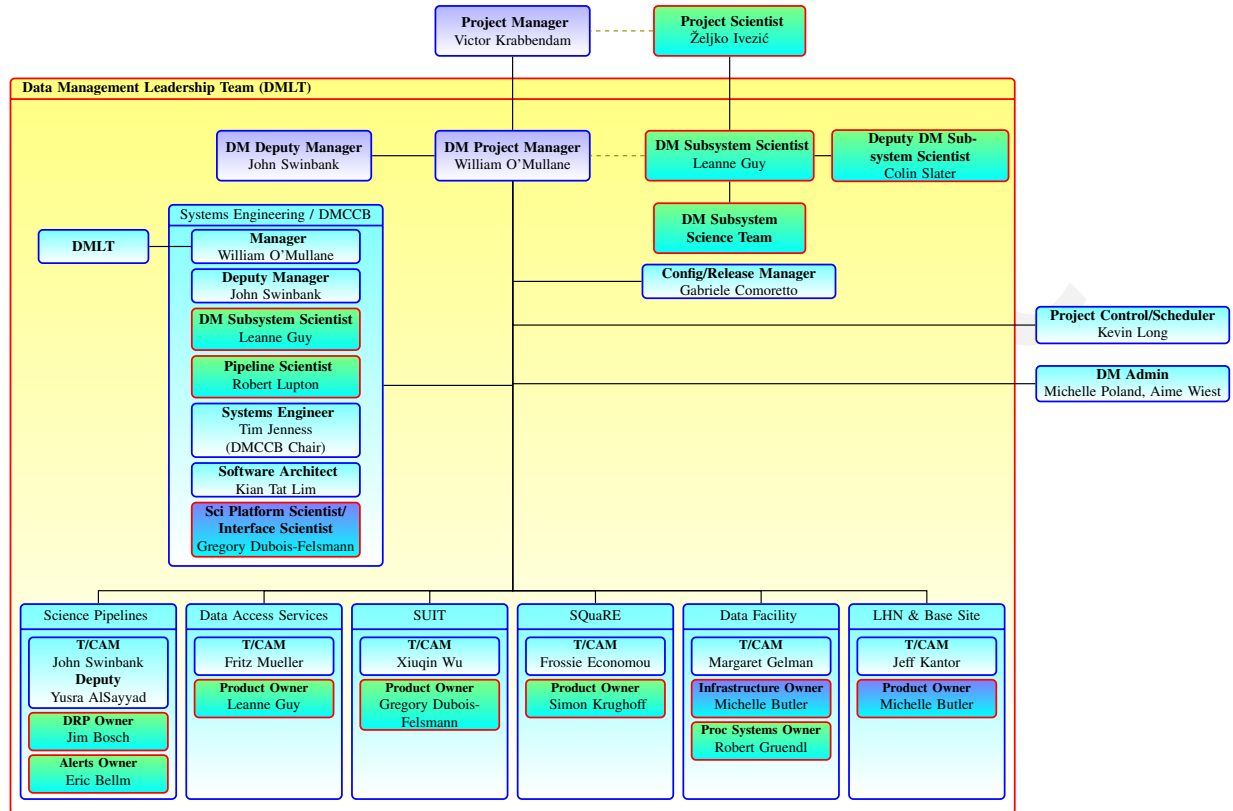 Project Manager
Victor Krabbendam
Project Scientist
Željko Ivezić
Data Management Leadership Team (DMLT)
DM Deputy Manager
John Swinbank
DM Project Manager
William O'Mullane
DM Subsystem Scientist
Leanne Guy
Deputy DM Sub-
system Scientist
Colin Slater
DM Subsystem
Science Team
DMLT
Systems Engineering / DMCCB
Manager
William O'Mullane
Deputy Manager
John Swinbank
DM Subsystem Scientist
Leanne Guy
Pipeline Scientist
Robert Lupton
Systems Engineer
Tim Jenness
(DMCCB Chair)
Software Architect
Kian Tat Lim
Sci Platform Scientist/
Interface Scientist
Gregory Dubois-Felsmann
Config/Release Manager
Gabriele Comoretto
Project Control/Scheduler
Kevin Long
DM Admin
Michelle Poland, Aime Wiest
Science Pipelines
T/CAM
John Swinbank
Deputy
Yusra AlSayyad
DRP Owner
Jim Bosch
Alerts Owner
Eric Bellm
Data Access Services
T/CAM
Fritz Mueller
Product Owner
Leanne Guy
SUIT
T/CAM
Xiuqin Wu
Product Owner
Gregory Dubois-
Felsmann
SQuaRE
T/CAM
Frossie Economou
Product Owner
Simon Krughoff
Data Facility
T/CAM
Margaret Gelman
Infrastructure Owner
Michelle Butler
Proc Systems Owner
Robert Gruendl
LHN & Base Site
T/CAM
Jeff Kantor
Product Owner
Michelle Butler